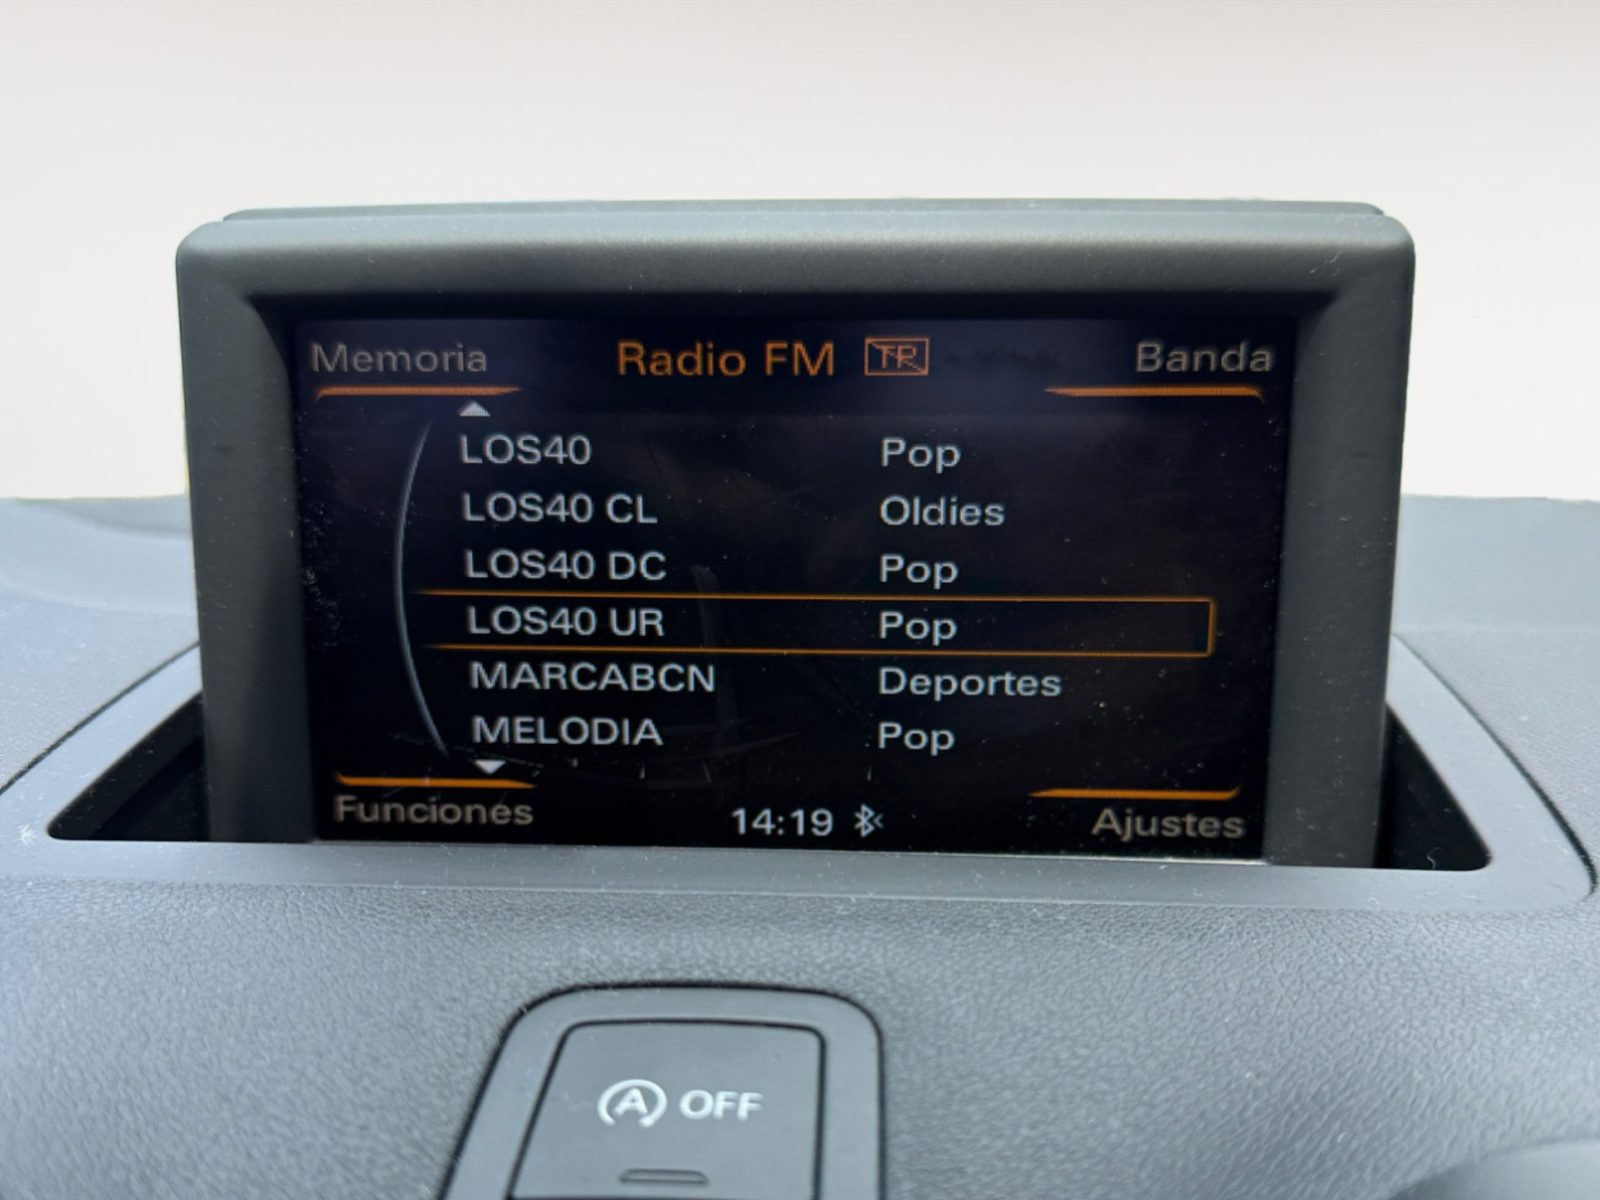 Memoria Radio FM TP Banda
LOS40 Pop
LOS40 CL Oldies
LOS40 DC Pop
LOS40 UR Pop
MARCABCN Deportes
MELODIA Pop
Funciones 14:19 Ajustes
A OFF